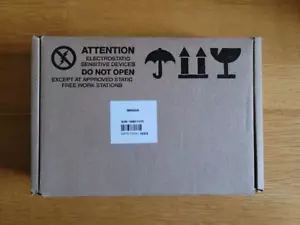 ATTENTION
ELECTROSTATIC
SENSITIVE DEVICES
DO NOT OPEN
EXCEPT AT APPROVED STATIC
FREE WORK STATIONS